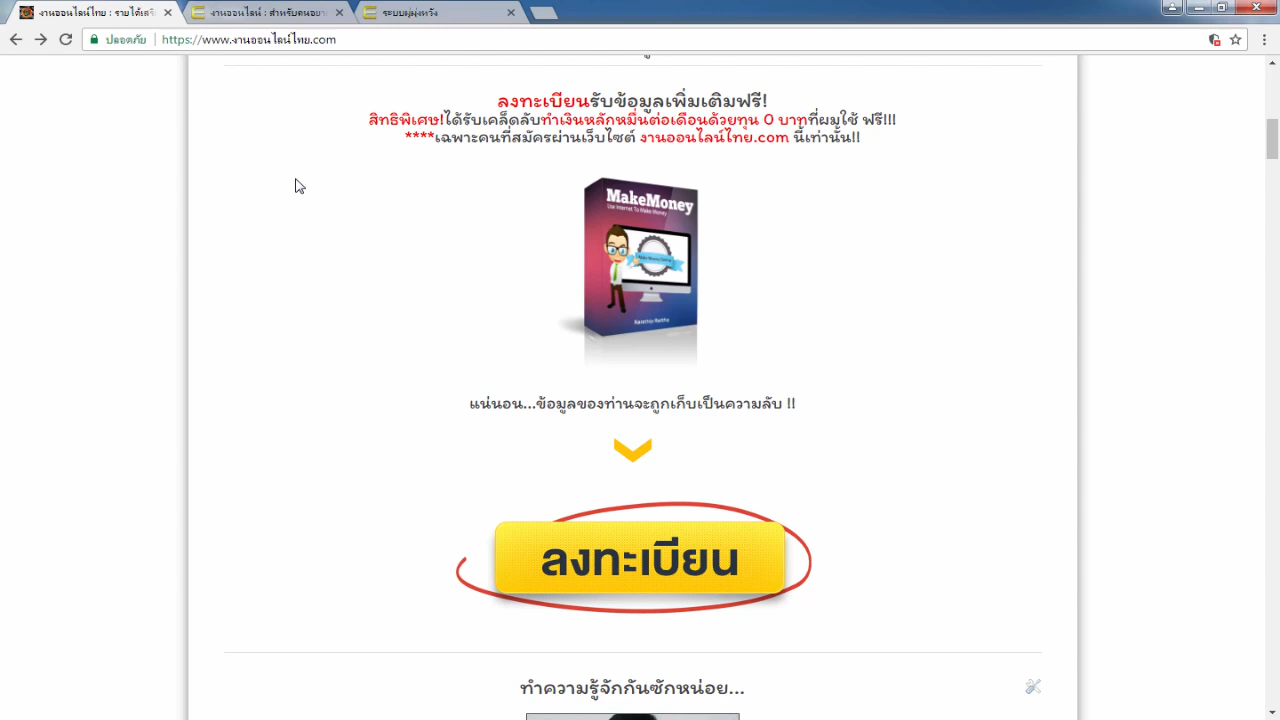 งานออนไลน์ไทย : รายได้เสริ
งานออนไลน์ : สำหรับคนอยา
ระบบผู้มุ่งหวัง
ปลอดภัย
https://www.งานออนไลน์ไทย.com
ลงทะเบียนรับข้อมูลเพิ่มเติมฟรี!
สิทธิพิเศษ!ได้รับเคล็ดลับทำเงินหลักหมื่นต่อเดือนด้วยทุน 0 บาทที่ผมใช้ ฟรี!!!
****เฉพาะคนที่สมัครผ่านเว็บไซต์ งานออนไลน์ไทย.com นี้เท่านั้น!!
MakeMoney
Use Internet To Make Money
Make Money Online
แน่นอน...ข้อมูลของท่านจะถูกเก็บเป็นความลับ !!
ลงทะเบียน
ทำความรู้จักกันซักหน่อย...